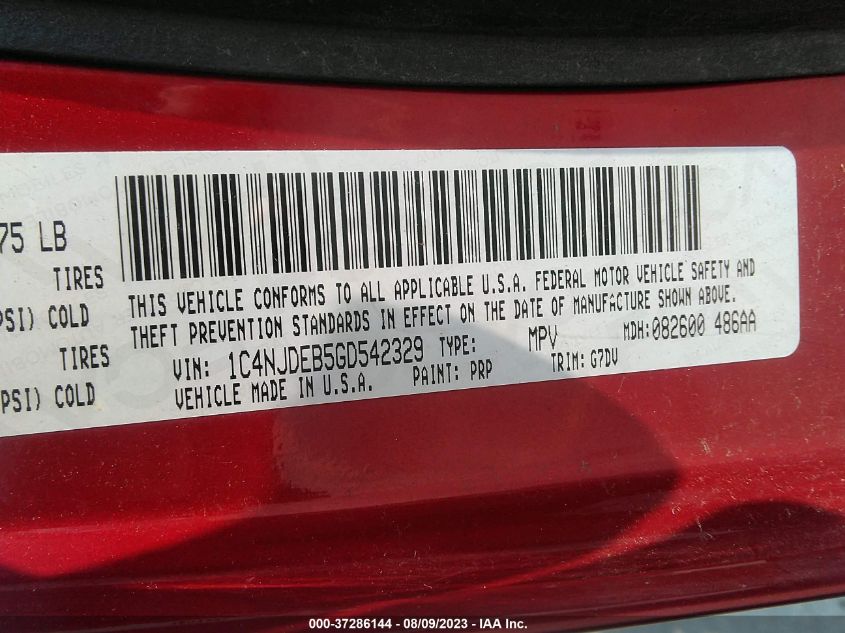 75 LB
TIRES
PSI) COLD
TIRES
PSI) COLD
THIS VEHICLE CONFORMS TO ALL APPLICABLE U.S.A. FEDERAL MOTOR VEHICLE SAFETY AND
THEFT PREVENTION STANDARDS IN EFFECT ON THE DATE OF MANUFACTURE SHOWN ABOVE.
VIN: 1C4NJDEB5GD542329 TYPE: MPV MDH:082600 486AA
VEHICLE MADE IN U.S.A. PAINT: PRP TRIM: G7DV
000-37286144 - 08/09/2023 - IAA Inc.